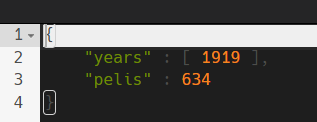 1 {
2 "years" : [ 1919 ],
3 "pelis" : 634
4 }